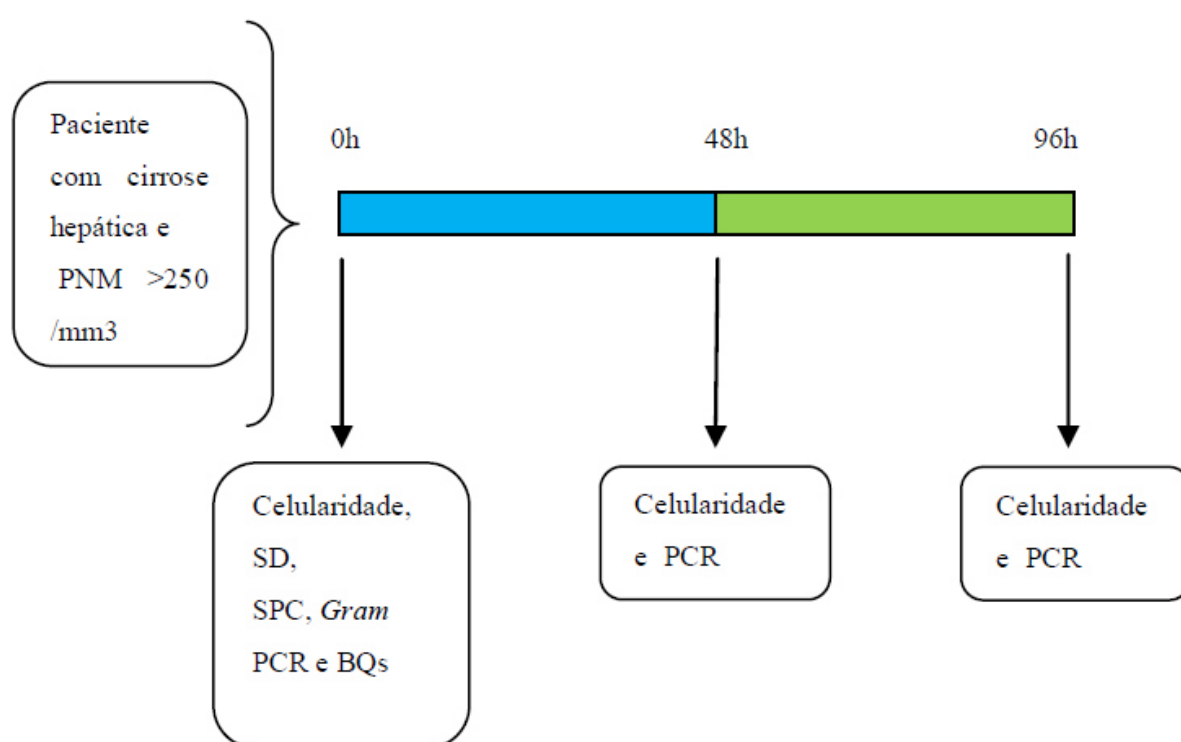 Paciente
com cirrose
hepática e
PNM >250
/mm3
0h
48h
96h
Celularidade,
SD,
SPC, Gram
PCR e BQs
Celularidade
e PCR
Celularidade
e PCR